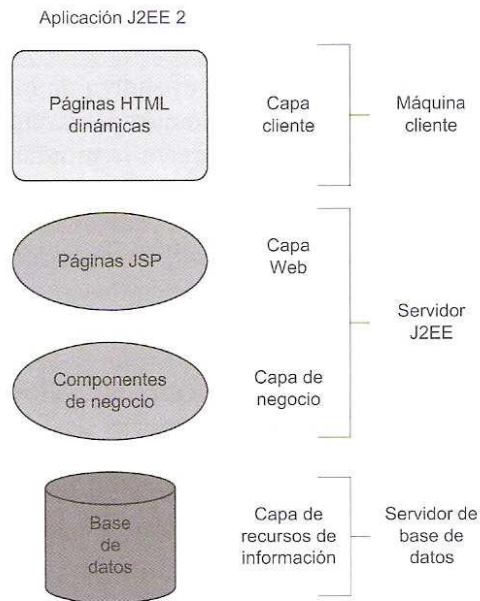 Aplicación J2EE 2
Páginas HTML
dinámicas
Capa
cliente
Máquina
cliente
Páginas JSP
Capa
Web
Servidor
J2EE
Componentes
de negocio
Capa de
negocio
Base
de
datos
Capa de
recursos de
información
Servidor de
base de
datos